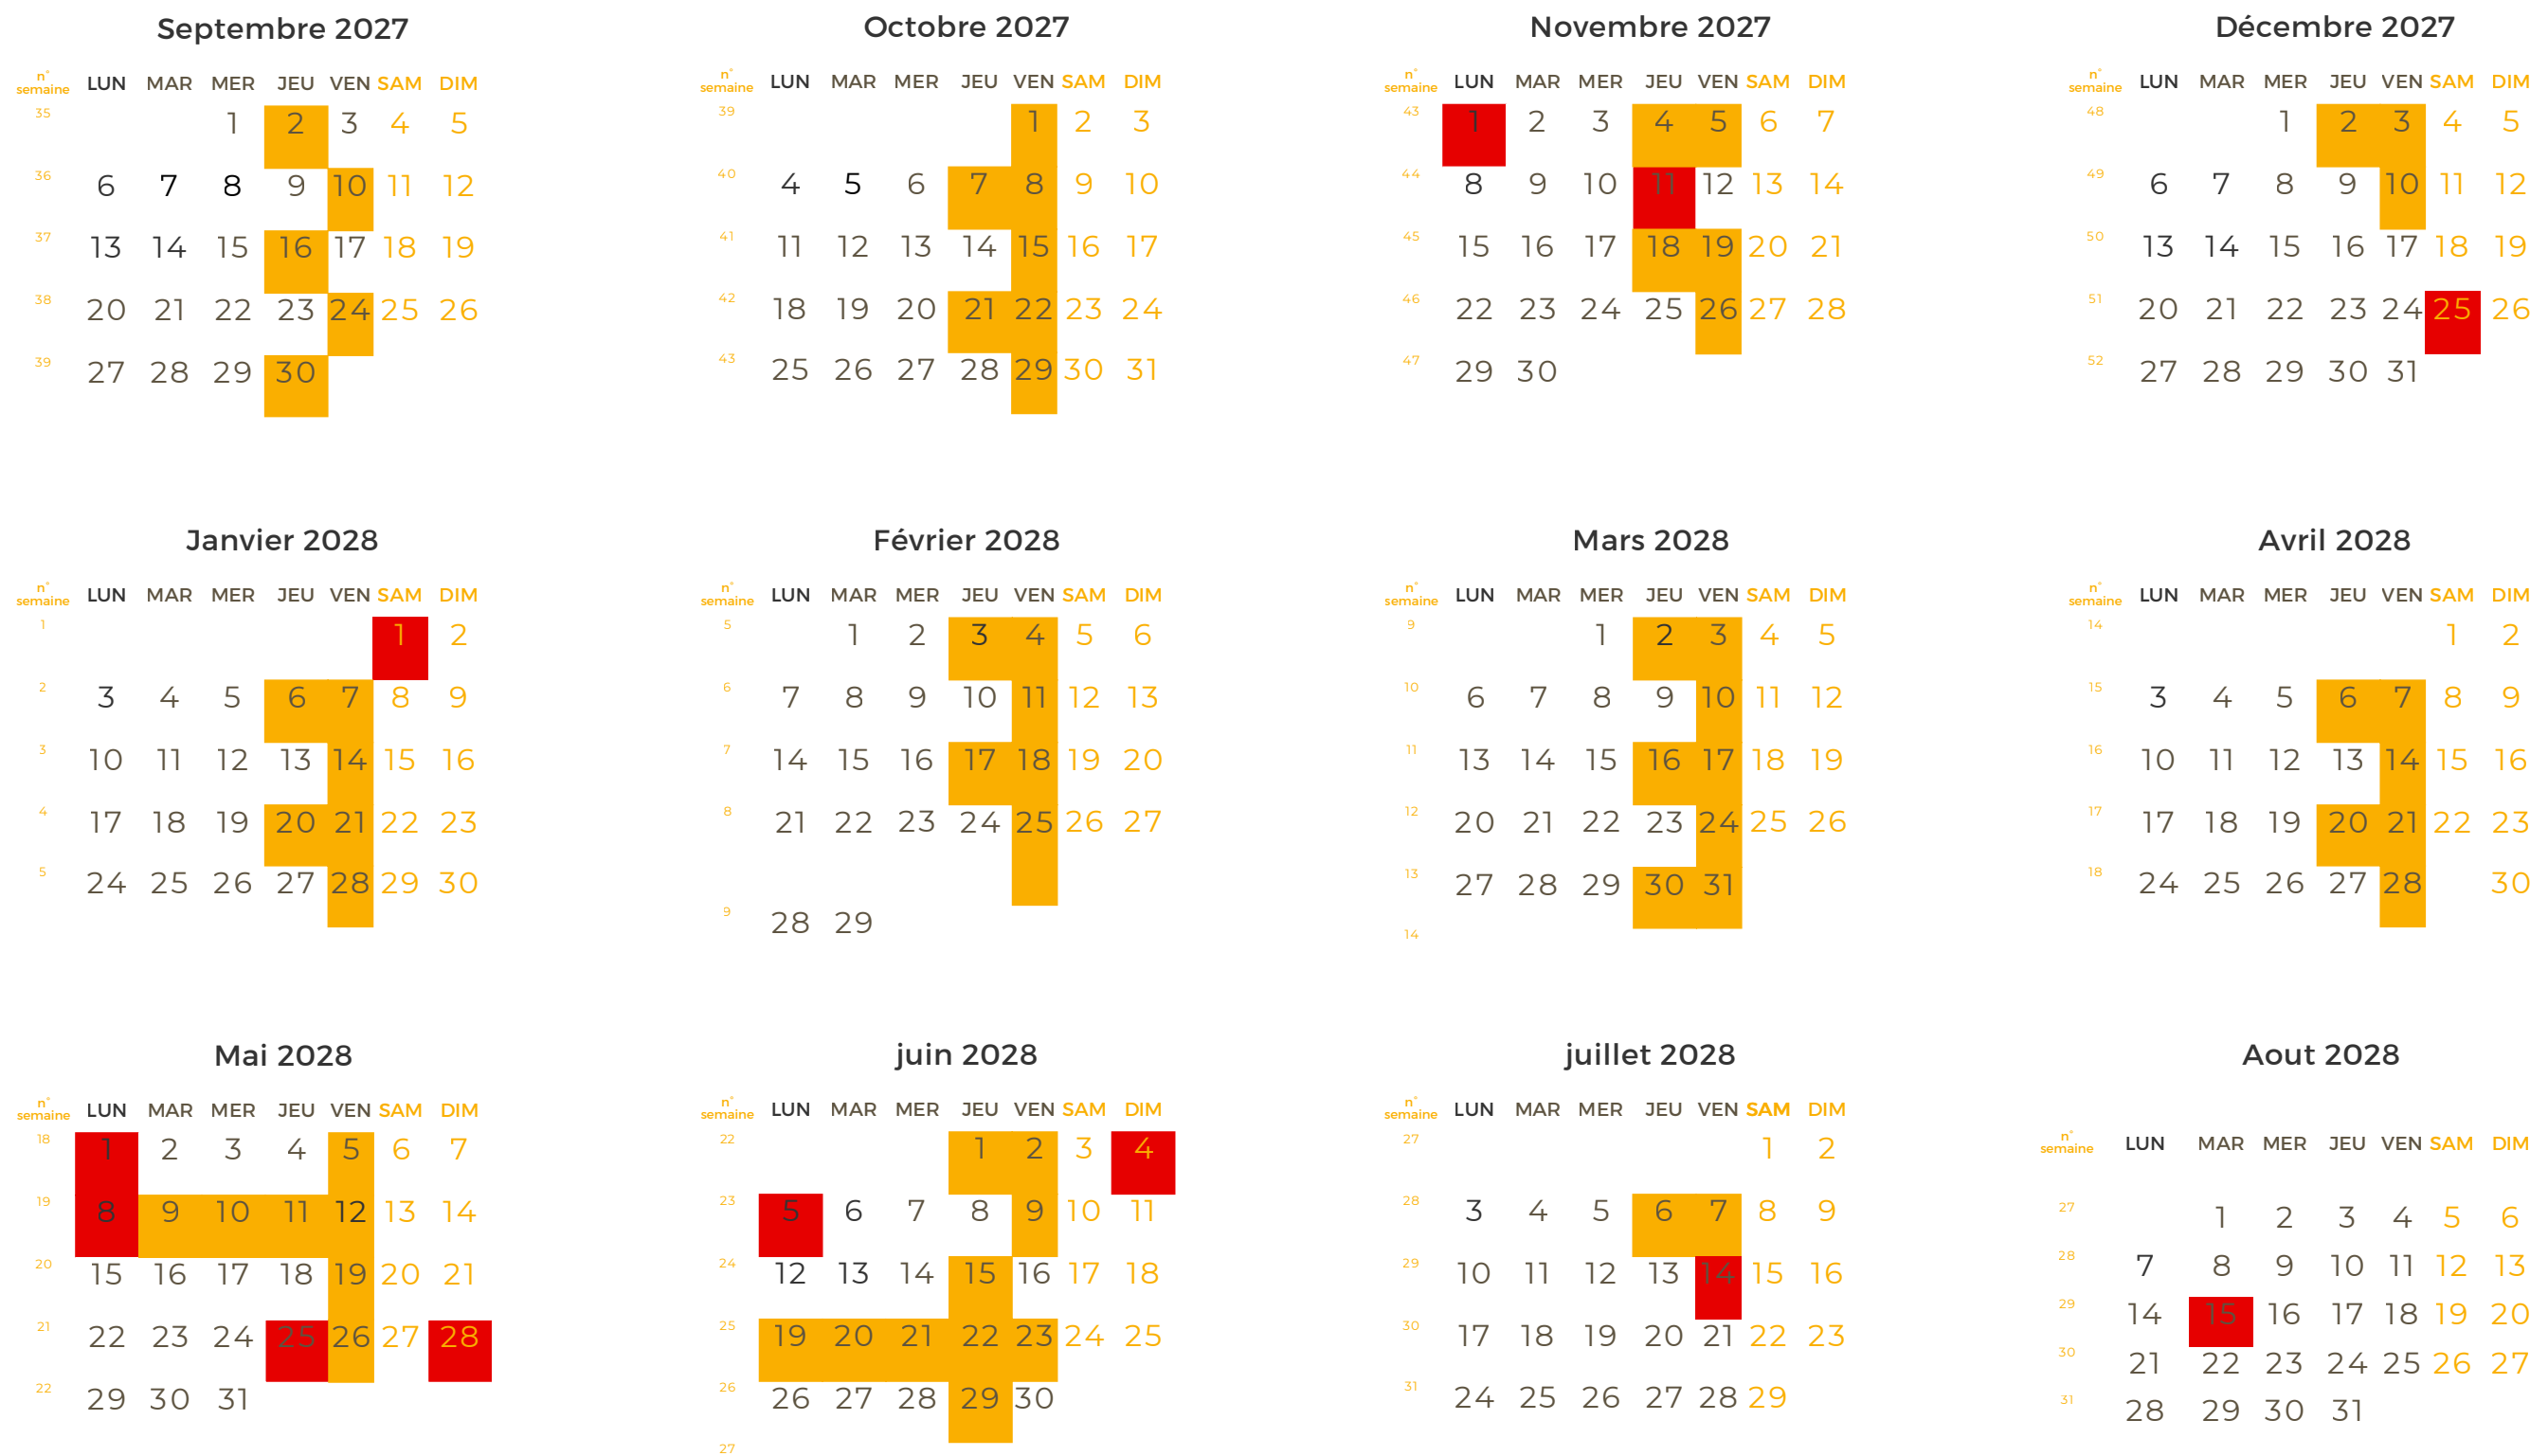 Septembre 2027
n° semaine LUN MAR MER JEU VEN SAM DIM
35 1 2 3 4 5
36 6 7 8 9 10 11 12
37 13 14 15 16 17 18 19
38 20 21 22 23 24 25 26
39 27 28 29 30
Octobre 2027
n° semaine LUN MAR MER JEU VEN SAM DIM
39 1 2 3
40 4 5 6 7 8 9 10
41 11 12 13 14 15 16 17
42 18 19 20 21 22 23 24
43 25 26 27 28 29 30 31
Novembre 2027
n° semaine LUN MAR MER JEU VEN SAM DIM
43 1 2 3 4 5 6 7
44 8 9 10 11 12 13 14
45 15 16 17 18 19 20 21
46 22 23 24 25 26 27 28
47 29 30
Décembre 2027
n° semaine LUN MAR MER JEU VEN SAM DIM
48 1 2 3 4 5
49 6 7 8 9 10 11 12
50 13 14 15 16 17 18 19
51 20 21 22 23 24 25 26
52 27 28 29 30 31
Janvier 2028
n° semaine LUN MAR MER JEU VEN SAM DIM
1 1 2
2 3 4 5 6 7 8 9
3 10 11 12 13 14 15 16
4 17 18 19 20 21 22 23
5 24 25 26 27 28 29 30
Février 2028
n° semaine LUN MAR MER JEU VEN SAM DIM
5 1 2 3 4 5 6
6 7 8 9 10 11 12 13
7 14 15 16 17 18 19 20
8 21 22 23 24 25 26 27
9 28 29
Mars 2028
n° semaine LUN MAR MER JEU VEN SAM DIM
9 1 2 3 4 5
10 6 7 8 9 10 11 12
11 13 14 15 16 17 18 19
12 20 21 22 23 24 25 26
13 27 28 29 30 31
14
Avril 2028
n° semaine LUN MAR MER JEU VEN SAM DIM
14 1 2
15 3 4 5 6 7 8 9
16 10 11 12 13 14 15 16
17 17 18 19 20 21 22 23
18 24 25 26 27 28 30
Mai 2028
n° semaine LUN MAR MER JEU VEN SAM DIM
18 1 2 3 4 5 6 7
19 8 9 10 11 12 13 14
20 15 16 17 18 19 20 21
21 22 23 24 25 26 27 28
22 29 30 31
juin 2028
n° semaine LUN MAR MER JEU VEN SAM DIM
22 1 2 3 4
23 5 6 7 8 9 10 11
24 12 13 14 15 16 17 18
25 19 20 21 22 23 24 25
26 26 27 28 29 30
27
juillet 2028
n° semaine LUN MAR MER JEU VEN SAM DIM
27 1 2
28 3 4 5 6 7 8 9
29 10 11 12 13 14 15 16
30 17 18 19 20 21 22 23
31 24 25 26 27 28 29
Aout 2028
n° semaine LUN MAR MER JEU VEN SAM DIM
27 1 2 3 4 5 6
28 7 8 9 10 11 12 13
29 14 15 16 17 18 19 20
30 21 22 23 24 25 26 27
31 28 29 30 31